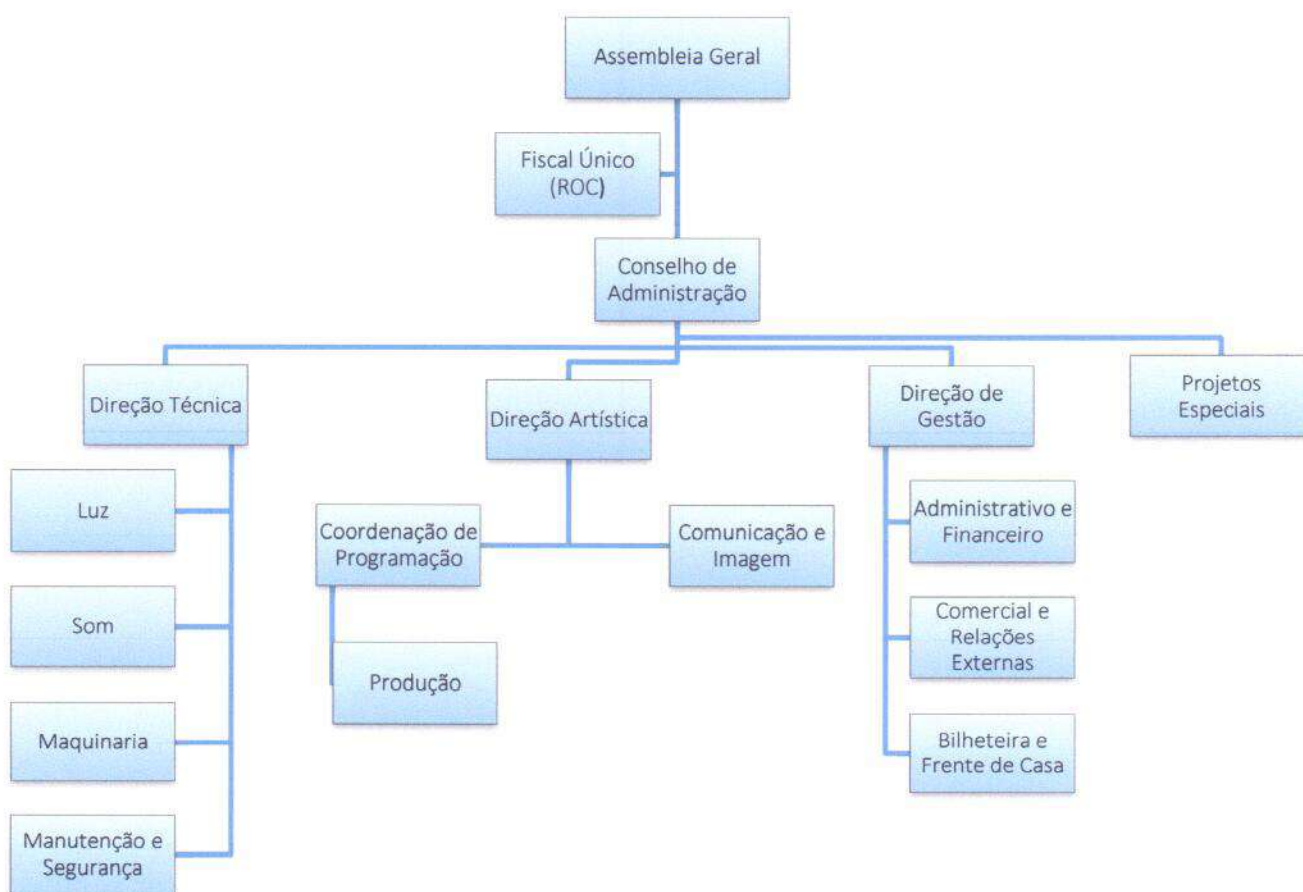 Assembleia Geral
Fiscal Único
(ROC)
Conselho de
Administração
Direção Técnica
Direção Artística
Direção de
Gestão
Projetos
Especiais
Luz
Som
Maquinaria
Manutenção e
Segurança
Coordenação de
Programação
Produção
Comunicação e
Imagem
Administrativo e
Financeiro
Comercial e
Relações
Externas
Bilheteira e
Frente de Casa